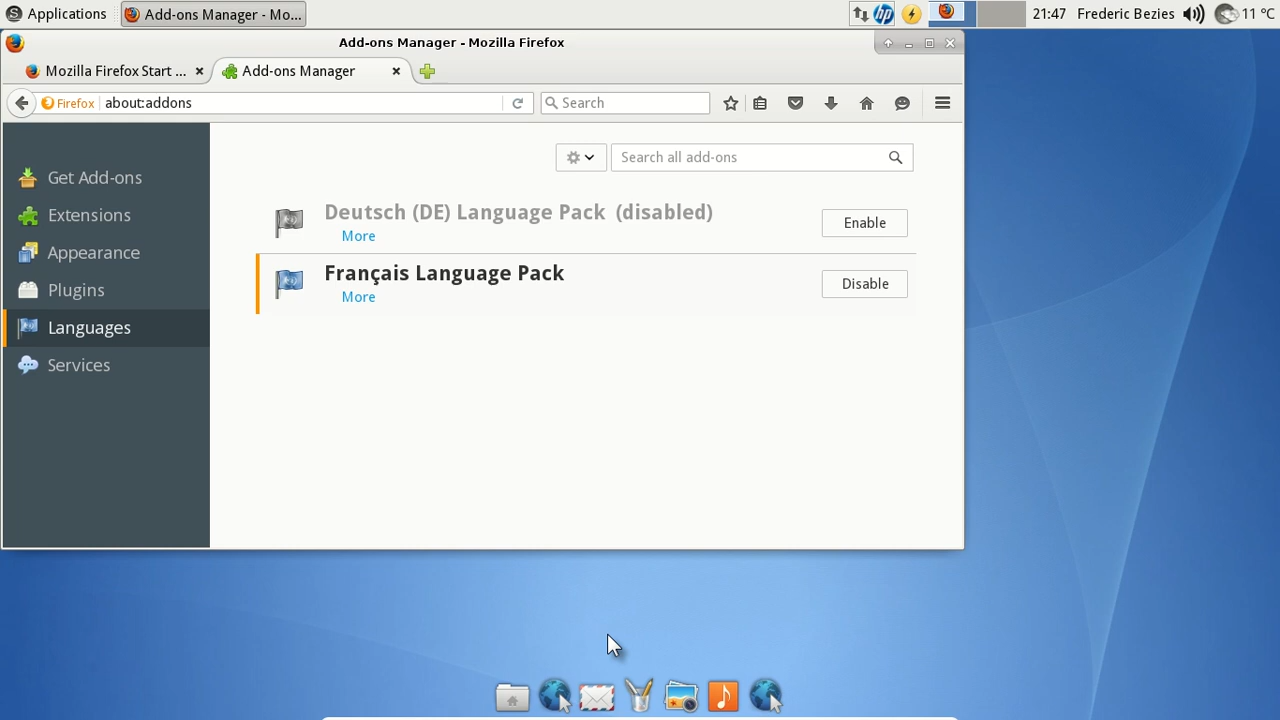 Applications
Add-ons Manager - Mo...
hp
21:47
Frederic Bezies
11 °C
Add-ons Manager - Mozilla Firefox
Mozilla Firefox Start ...
Add-ons Manager
Firefox
about:addons
Search
Get Add-ons
Extensions
Appearance
Plugins
Languages
Services
Search all add-ons
Deutsch (DE) Language Pack (disabled)
More
Enable
Français Language Pack
More
Disable